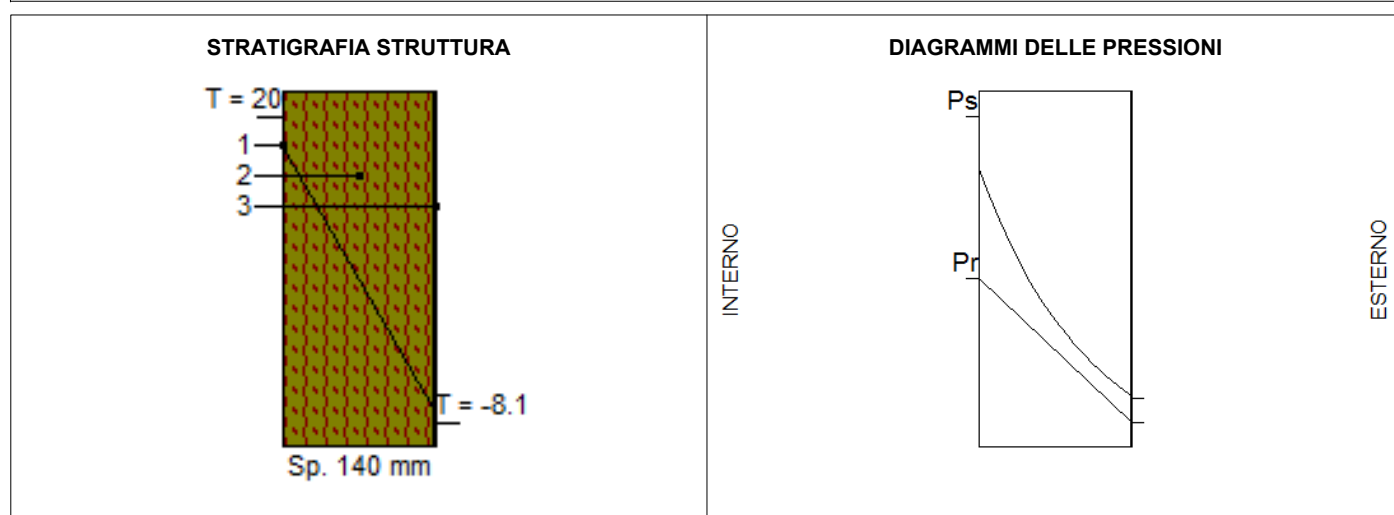 STRATIGRAFIA STRUTTURA
T = 20
1
2
3
T = -8.1
Sp. 140 mm
DIAGRAMMI DELLE PRESSIONI
Ps
Pr
INTERNO
ESTERNO